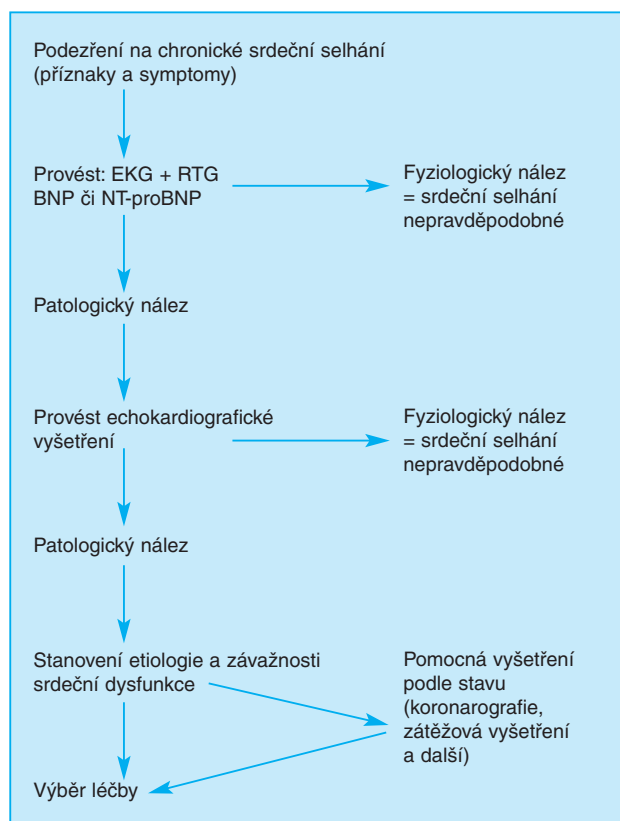 Podezření na chronické srdeční selhání
(příznaky a symptomy)
Provést: EKG + RTG
BNP či NT-proBNP
Fyziologický nález
= srdeční selhání
nepravděpodobné
Patologický nález
Provést echokardiografické
vyšetření
Fyziologický nález
= srdeční selhání
nepravděpodobné
Patologický nález
Stanovení etiologie a závažnosti
srdeční dysfunkce
Pomocná vyšetření
podle stavu
(koronarografie,
zátěžová vyšetření
a další)
Výběr léčby